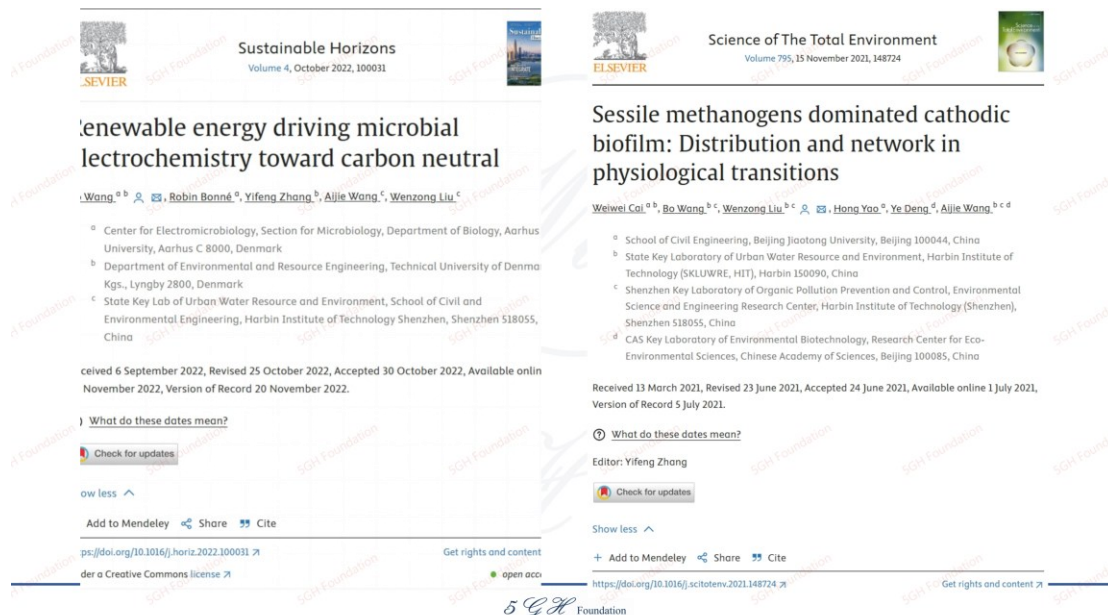 SEVIER
Sustainable Horizons
Volume 4, October 2022, 100031
enewable energy driving microbial
lectrochemistry toward carbon neutral
Wang a b, Robin Bonné a, Yifeng Zhang b, Aijie Wang c, Wenzong Liu c
a Center for Electromicrobiology, Section for Microbiology, Department of Biology, Aarhus
University, Aarhus C 8000, Denmark
b Department of Environmental and Resource Engineering, Technical University of Denma
Kgs., Lyngby 2800, Denmark
c State Key Lab of Urban Water Resource and Environment, School of Civil and
Environmental Engineering, Harbin Institute of Technology Shenzhen, Shenzhen 518055,
China
ceived 6 September 2022, Revised 25 October 2022, Accepted 30 October 2022, Available onlin
November 2022, Version of Record 20 November 2022.
What do these dates mean?
Check for updates
ow less
Add to Mendeley Share Cite
ps://doi.org/10.1016/j.horiz.2022.100031 Get rights and content
der a Creative Commons license open acc
ELSEVIER
Science of The Total Environment
Volume 795, 15 November 2021, 148724
Sessile methanogens dominated cathodic
biofilm: Distribution and network in
physiological transitions
Weiwei Cai a b, Bo Wang b c, Wenzong Liu b c, Hong Yao a, Ye Deng d, Aijie Wang b c d
a School of Civil Engineering, Beijing Jiaotong University, Beijing 100044, China
b State Key Laboratory of Urban Water Resource and Environment, Harbin Institute of
Technology (SKLUWRE, HIT), Harbin 150090, China
c Shenzhen Key Laboratory of Organic Pollution Prevention and Control, Environmental
Science and Engineering Research Center, Harbin Institute of Technology (Shenzhen),
Shenzhen 518055, China
d CAS Key Laboratory of Environmental Biotechnology, Research Center for Eco-
Environmental Sciences, Chinese Academy of Sciences, Beijing 100085, China
Received 13 March 2021, Revised 23 June 2021, Accepted 24 June 2021, Available online 1 July 2021,
Version of Record 5 July 2021.
What do these dates mean?
Editor: Yifeng Zhang
Check for updates
Show less
+ Add to Mendeley Share Cite
https://doi.org/10.1016/j.scitotenv.2021.148724 Get rights and content
5 GH Foundation
SGH Foundation